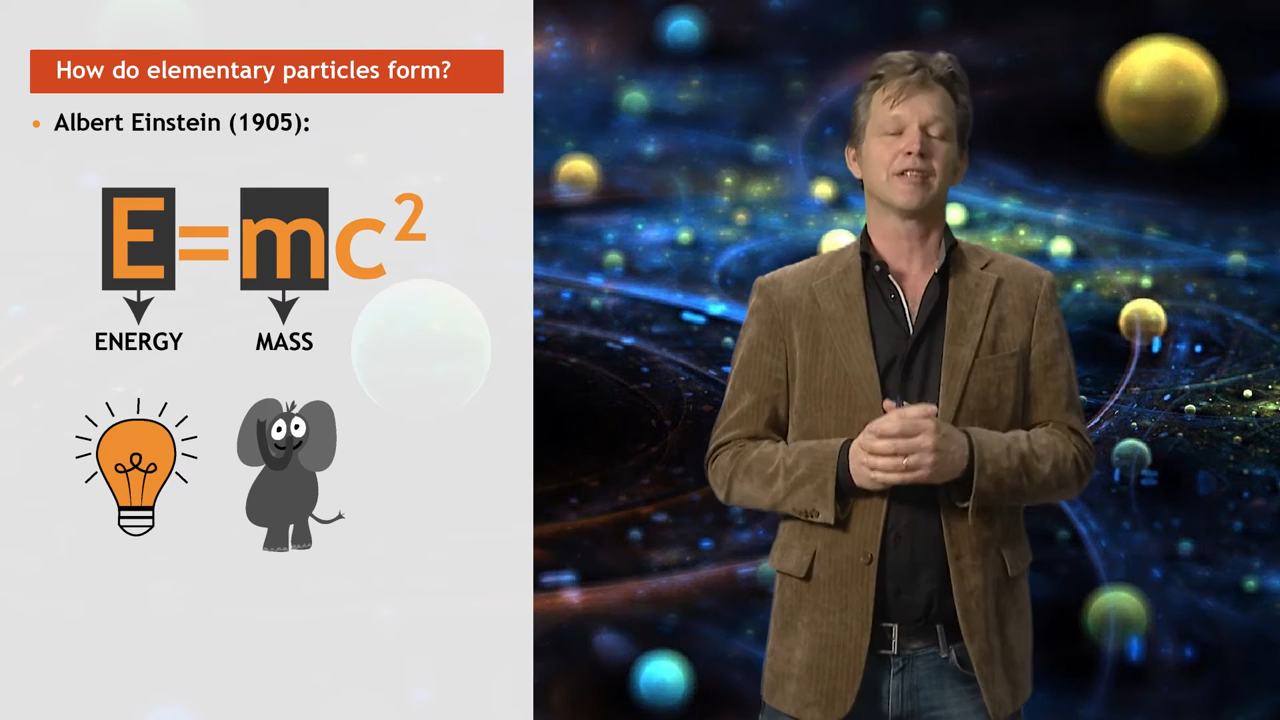 How do elementary particles form?
• Albert Einstein (1905):
E=mc²
ENERGY MASS